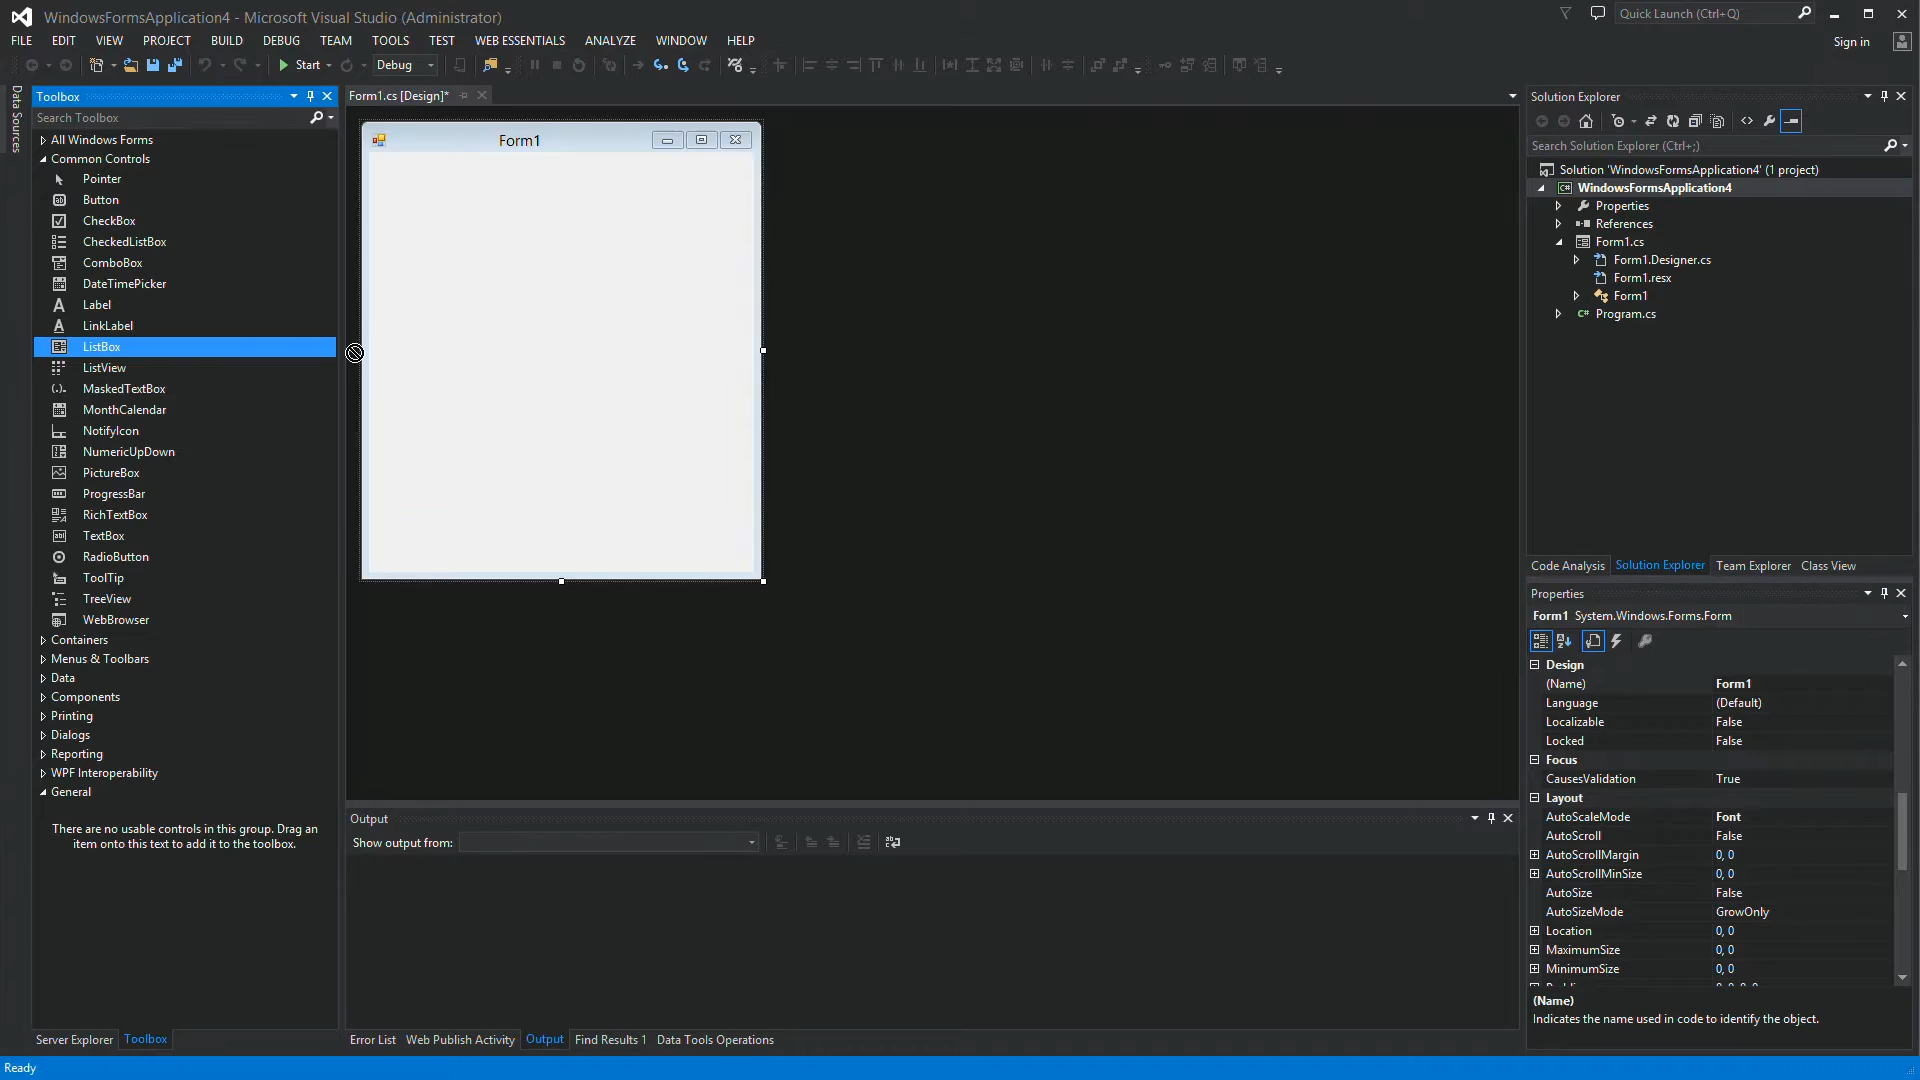 WindowsFormsApplication4 - Microsoft Visual Studio (Administrator)
Quick Launch (Ctrl+Q)
FILE EDIT VIEW PROJECT BUILD DEBUG TEAM TOOLS TEST WEB ESSENTIALS ANALYZE WINDOW HELP
Sign in
Start
Debug
Data Sources
Toolbox
Search Toolbox
All Windows Forms
Common Controls
Pointer
Button
CheckBox
CheckedListBox
ComboBox
DateTimePicker
Label
LinkLabel
ListBox
ListView
MaskedTextBox
MonthCalendar
NotifyIcon
NumericUpDown
PictureBox
ProgressBar
RichTextBox
TextBox
RadioButton
ToolTip
TreeView
WebBrowser
Containers
Menus & Toolbars
Data
Components
Printing
Dialogs
Reporting
WPF Interoperability
General
There are no usable controls in this group. Drag an
item onto this text to add it to the toolbox.
Server Explorer Toolbox
Form1.cs [Design]*
Form1
Output
Show output from:
Error List Web Publish Activity Output Find Results 1 Data Tools Operations
Solution Explorer
Search Solution Explorer (Ctrl+;)
Solution 'WindowsFormsApplication4' (1 project)
WindowsFormsApplication4
Properties
References
Form1.cs
Form1.Designer.cs
Form1.resx
Form1
Program.cs
Code Analysis Solution Explorer Team Explorer Class View
Properties
Form1 System.Windows.Forms.Form
Design
(Name) Form1
Language (Default)
Localizable False
Locked False
Focus
CausesValidation True
Layout
AutoScaleMode Font
AutoScroll False
AutoScrollMargin 0, 0
AutoScrollMinSize 0, 0
AutoSize False
AutoSizeMode GrowOnly
Location 0, 0
MaximumSize 0, 0
MinimumSize 0, 0
(Name)
Indicates the name used in code to identify the object.
Ready